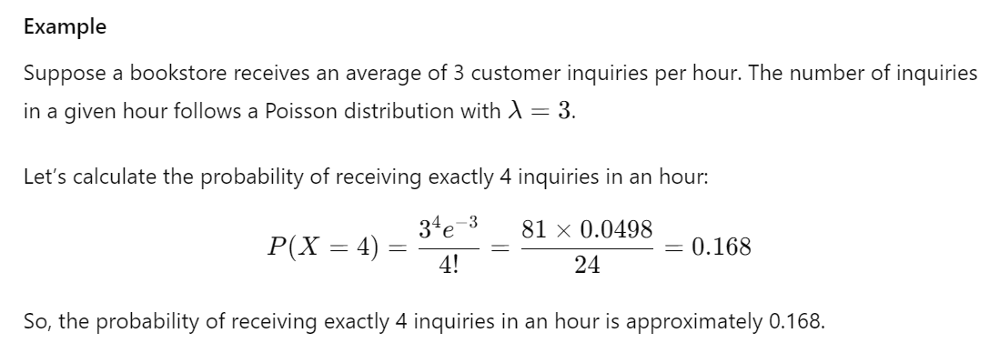 Example
Suppose a bookstore receives an average of 3 customer inquiries per hour. The number of inquiries
in a given hour follows a Poisson distribution with λ = 3.
Let's calculate the probability of receiving exactly 4 inquiries in an hour:
P(X = 4) = \frac{3^4 e^{-3}}{4!} = \frac{81 × 0.0498}{24} = 0.168
So, the probability of receiving exactly 4 inquiries in an hour is approximately 0.168.